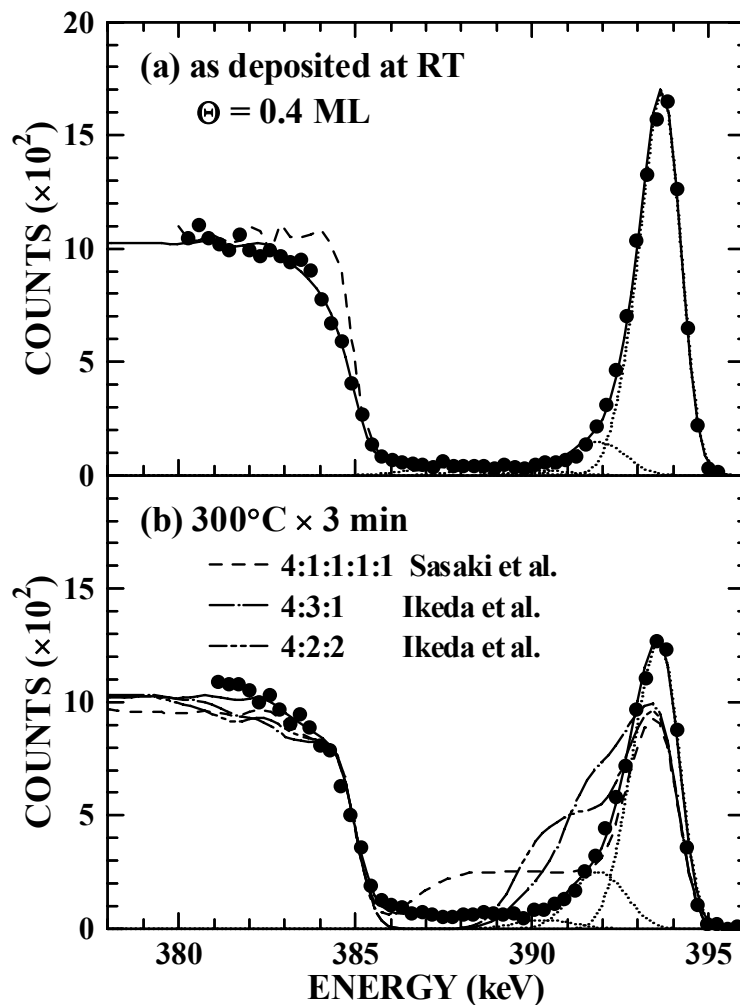 20
(a) as deposited at RT
Θ = 0.4 ML
15
10
5
0
COUNTS (×10²)
(b) 300°C × 3 min
4:1:1:1:1 Sasaki et al.
4:3:1 Ikeda et al.
4:2:2 Ikeda et al.
15
10
5
0
COUNTS (×10²)
380 385 390 395
ENERGY (keV)